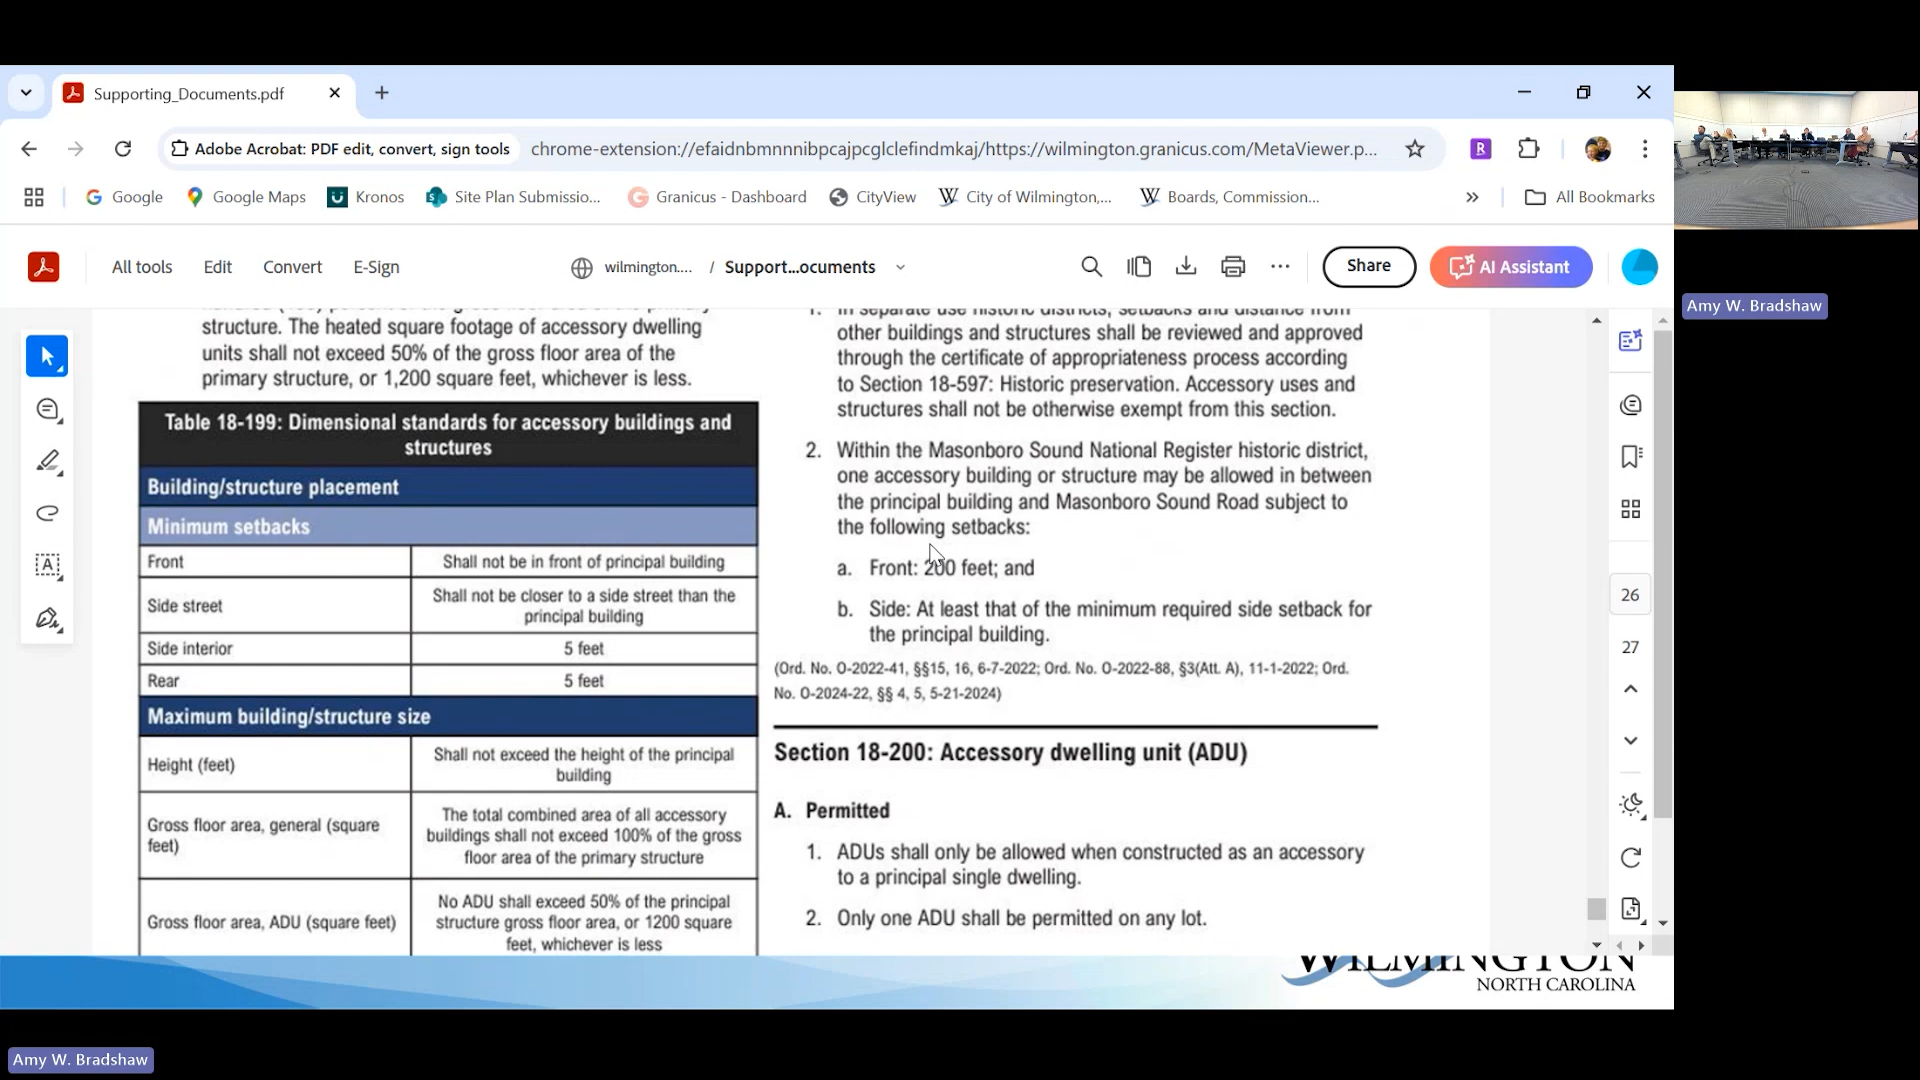 Supporting_Documents.pdf
Adobe Acrobat: PDF edit, convert, sign tools
chrome-extension://efaidnbmnnnibpcajpcglclefindmkaj/https://wilmington.granicus.com/MetaViewer.p...
R
Google
Google Maps
Kronos
Site Plan Submissio...
Granicus - Dashboard
CityView
City of Wilmington,...
Boards, Commission...
All Bookmarks
All tools
Edit
Convert
E-Sign
wilmington....
/
Support...ocuments
Share
AI Assistant
structure. The heated square footage of accessory dwelling
units shall not exceed 50% of the gross floor area of the
primary structure, or 1,200 square feet, whichever is less.
Table 18-199: Dimensional standards for accessory buildings and
structures
Building/structure placement
Minimum setbacks
Front
Shall not be in front of principal building
Side street
Shall not be closer to a side street than the
principal building
Side interior
5 feet
Rear
5 feet
Maximum building/structure size
Height (feet)
Shall not exceed the height of the principal
building
Gross floor area, general (square
feet)
The total combined area of all accessory
buildings shall not exceed 100% of the gross
floor area of the primary structure
Gross floor area, ADU (square feet)
No ADU shall exceed 50% of the principal
structure gross floor area, or 1200 square
feet, whichever is less
1. In separate use historic districts, setbacks and distance from
other buildings and structures shall be reviewed and approved
through the certificate of appropriateness process according
to Section 18-597: Historic preservation. Accessory uses and
structures shall not be otherwise exempt from this section.
2. Within the Masonboro Sound National Register historic district,
one accessory building or structure may be allowed in between
the principal building and Masonboro Sound Road subject to
the following setbacks:
a. Front: 200 feet; and
b. Side: At least that of the minimum required side setback for
the principal building.
(Ord. No. O-2022-41, §§15, 16, 6-7-2022; Ord. No. O-2022-88, §3(Att. A), 11-1-2022; Ord.
No. O-2024-22, §§ 4, 5, 5-21-2024)
Section 18-200: Accessory dwelling unit (ADU)
A. Permitted
1. ADUs shall only be allowed when constructed as an accessory
to a principal single dwelling.
2. Only one ADU shall be permitted on any lot.
26
27
WILMINGTON
NORTH CAROLINA
Amy W. Bradshaw
Amy W. Bradshaw